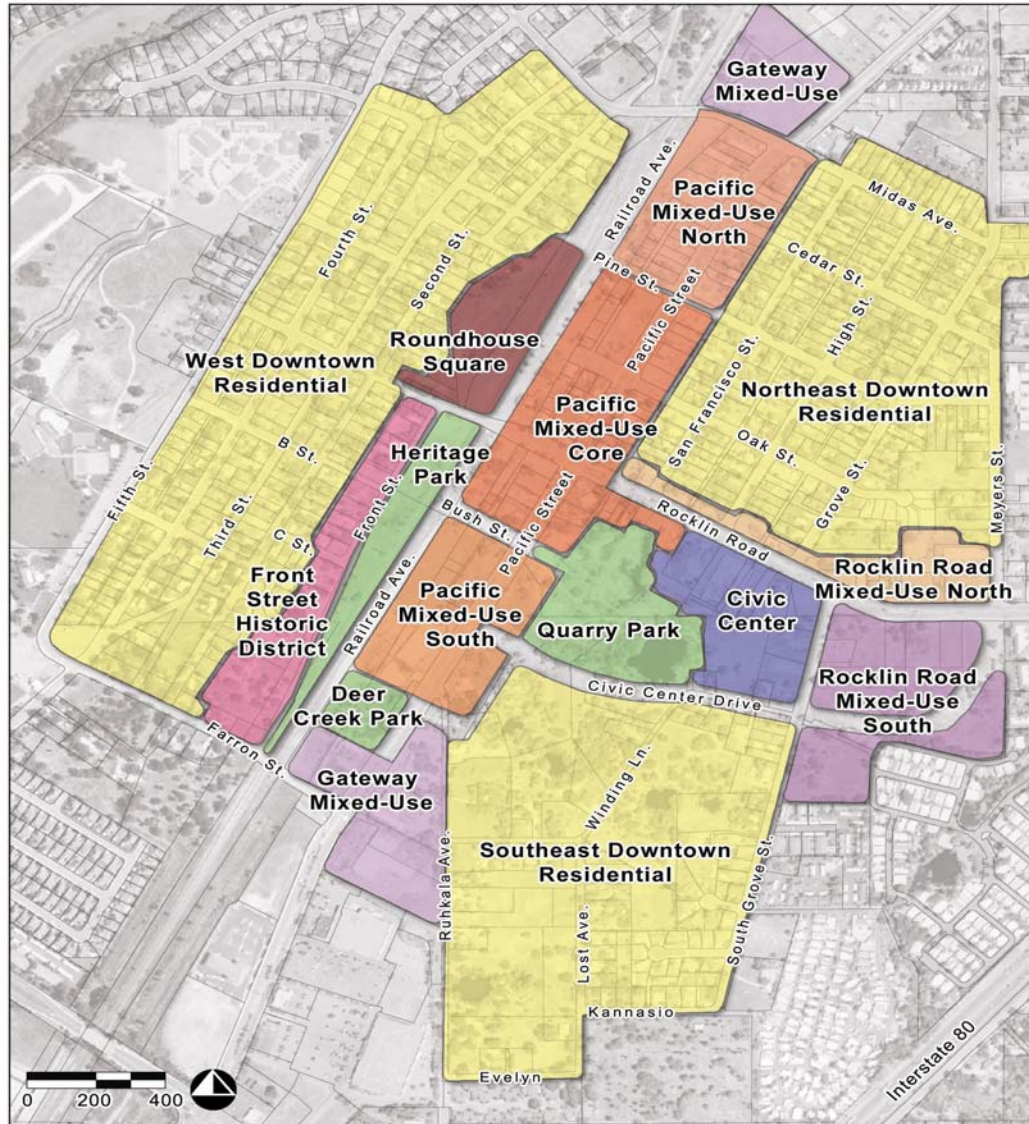 Gateway
Mixed-Use
Railroad Ave.
Pacific
Mixed-Use
North
Midas Ave.
Fourth St.
Second St.
Pine St.
Cedar St.
Pacific Street
High St.
Roundhouse
Square
West Downtown
Residential
San Francisco St.
Northeast Downtown
Residential
Pacific
Mixed-Use
Core
Oak St.
B St.
Heritage
Park
Fifth St.
Front St.
Third St.
C St.
Bush St.
Pacific Street
Rocklin Road
Grove St.
Meyers St.
Front
Street
Historic
District
Railroad Ave.
Pacific
Mixed-Use
South
Quarry Park
Civic
Center
Rocklin Road
Mixed-Use North
Rocklin Road
Mixed-Use
South
Civic Center Drive
Deer
Creek Park
Farron St.
Gateway
Mixed-Use
Winding Ln.
Southeast Downtown
Residential
Ruhkala Ave.
Lost Ave.
South Grove St.
Kannasio
Evelyn
Interstate 80
0 200 400